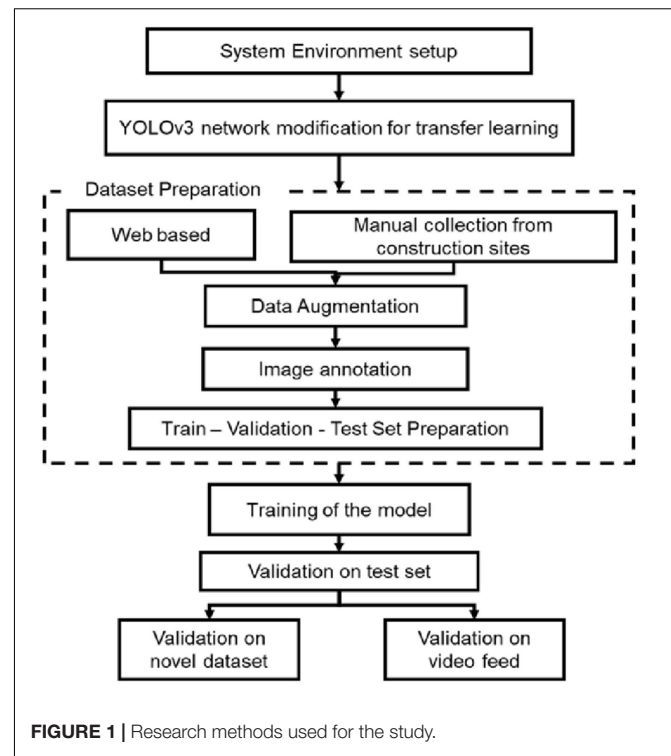 System Environment setup
YOLOv3 network modification for transfer learning
Dataset Preparation
Web based
Manual collection from
construction sites
Data Augmentation
Image annotation
Train – Validation - Test Set Preparation
Training of the model
Validation on test set
Validation on
novel dataset
Validation on
video feed
FIGURE 1 | Research methods used for the study.